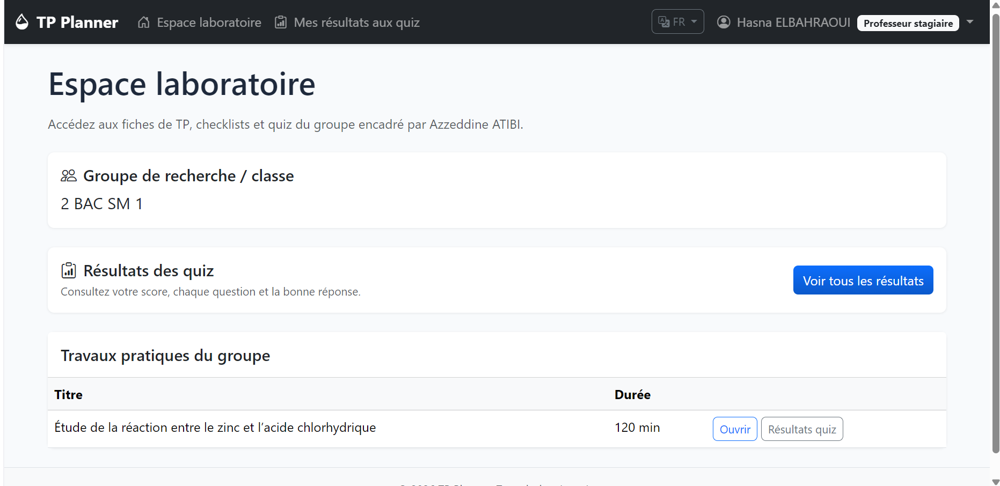 TP Planner Espace laboratoire Mes résultats aux quiz FR Hasna ELBAHRAOUI Professeur stagiaire
Espace laboratoire
Accédez aux fiches de TP, checklists et quiz du groupe encadré par Azzeddine ATIBI.
Groupe de recherche / classe
2 BAC SM 1
Résultats des quiz
Consultez votre score, chaque question et la bonne réponse.
Voir tous les résultats
Travaux pratiques du groupe
Titre Durée
Étude de la réaction entre le zinc et l’acide chlorhydrique 120 min Ouvrir Résultats quiz